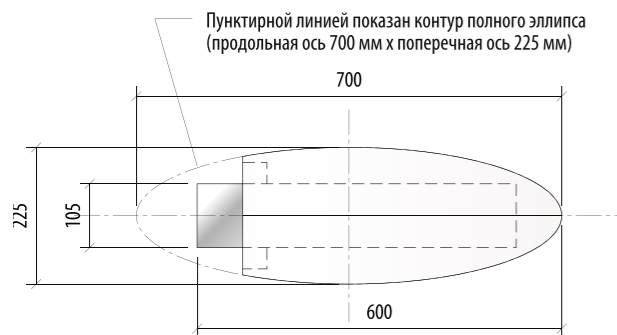 Пунктирной линией показан контур полного эллипса
(продольная ось 700 мм x поперечная ось 225 мм)
700
225
105
600